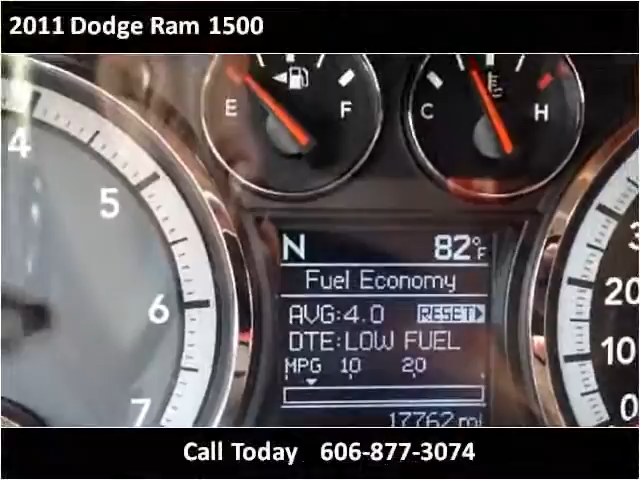 2011 Dodge Ram 1500
E F
C H
4
5
6
7
N 82°F
Fuel Economy
AVG:4.0 RESET
DTE:LOW FUEL
MPG 10 20
17762 mi
20
10
0
Call Today 606-877-3074